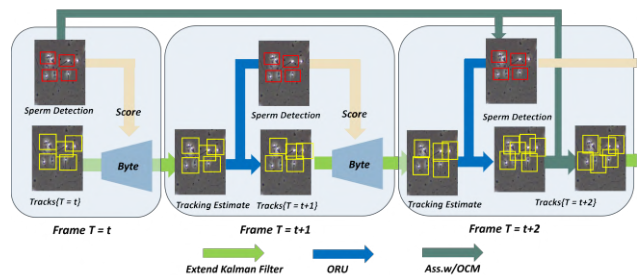 Sperm Detection
Score
Byte
Tracks{T = t}
Frame T = t
Sperm Detection
Score
Tracking Estimate
Tracks{T = t+1}
Byte
Frame T = t+1
Sperm Detection
Tracking Estimate
Tracks{T = t+2}
Frame T = t+2
Extend Kalman Filter
ORU
Ass.w/OCM